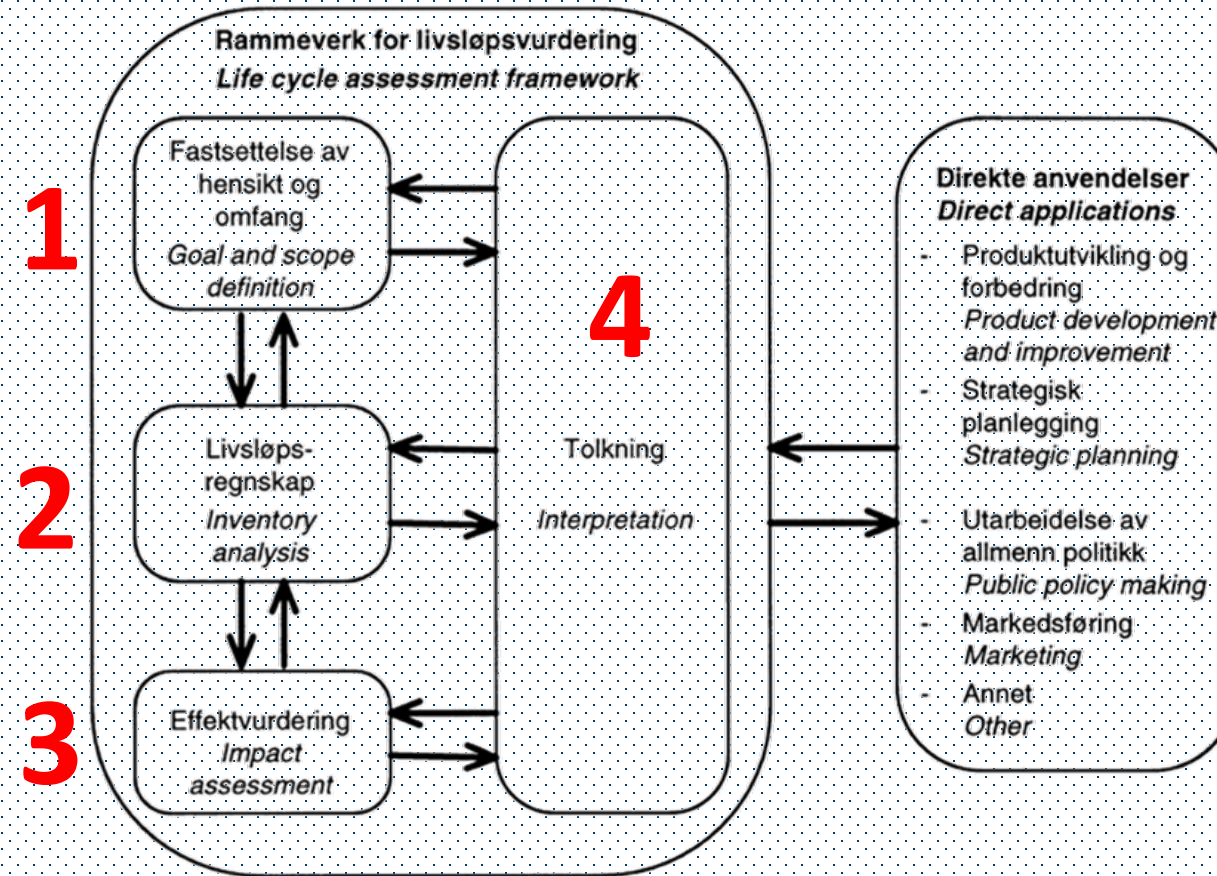 Rammeverk for livsløpsvurdering
Life cycle assessment framework
1
Fastsettelse av
hensikt og
omfang
Goal and scope
definition
2
Livsløps-
regnskap
Inventory
analysis
3
Effektvurdering
Impact
assessment
4
Tolkning
Interpretation
Direkte anvendelser
Direct applications
- Produktutvikling og
forbedring
Product development
and improvement
- Strategisk
planlegging
Strategic planning
- Utarbeidelse av
allmenn politikk
Public policy making
- Markedsføring
Marketing
- Annet
Other